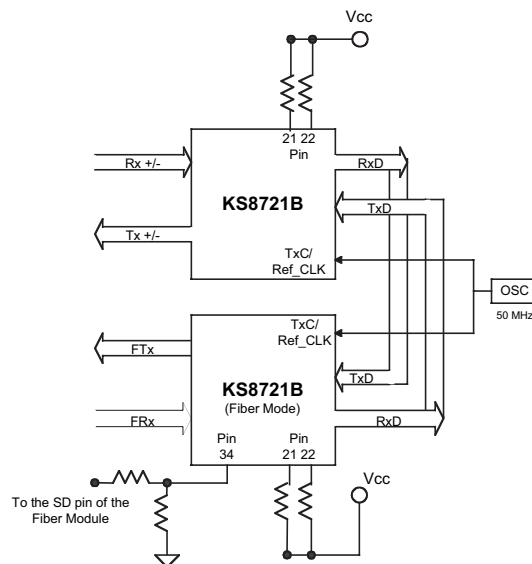 Vcc
21 22
Pin
Rx +/-
RxD
KS8721B
TxD
Tx +/-
TxC/
Ref_CLK
OSC
50 MHz
TxC/
Ref_CLK
FTx
KS8721B
TxD
(Fiber Mode)
FRx
RxD
Pin
34
Pin
21 22
Vcc
To the SD pin of the
Fiber Module